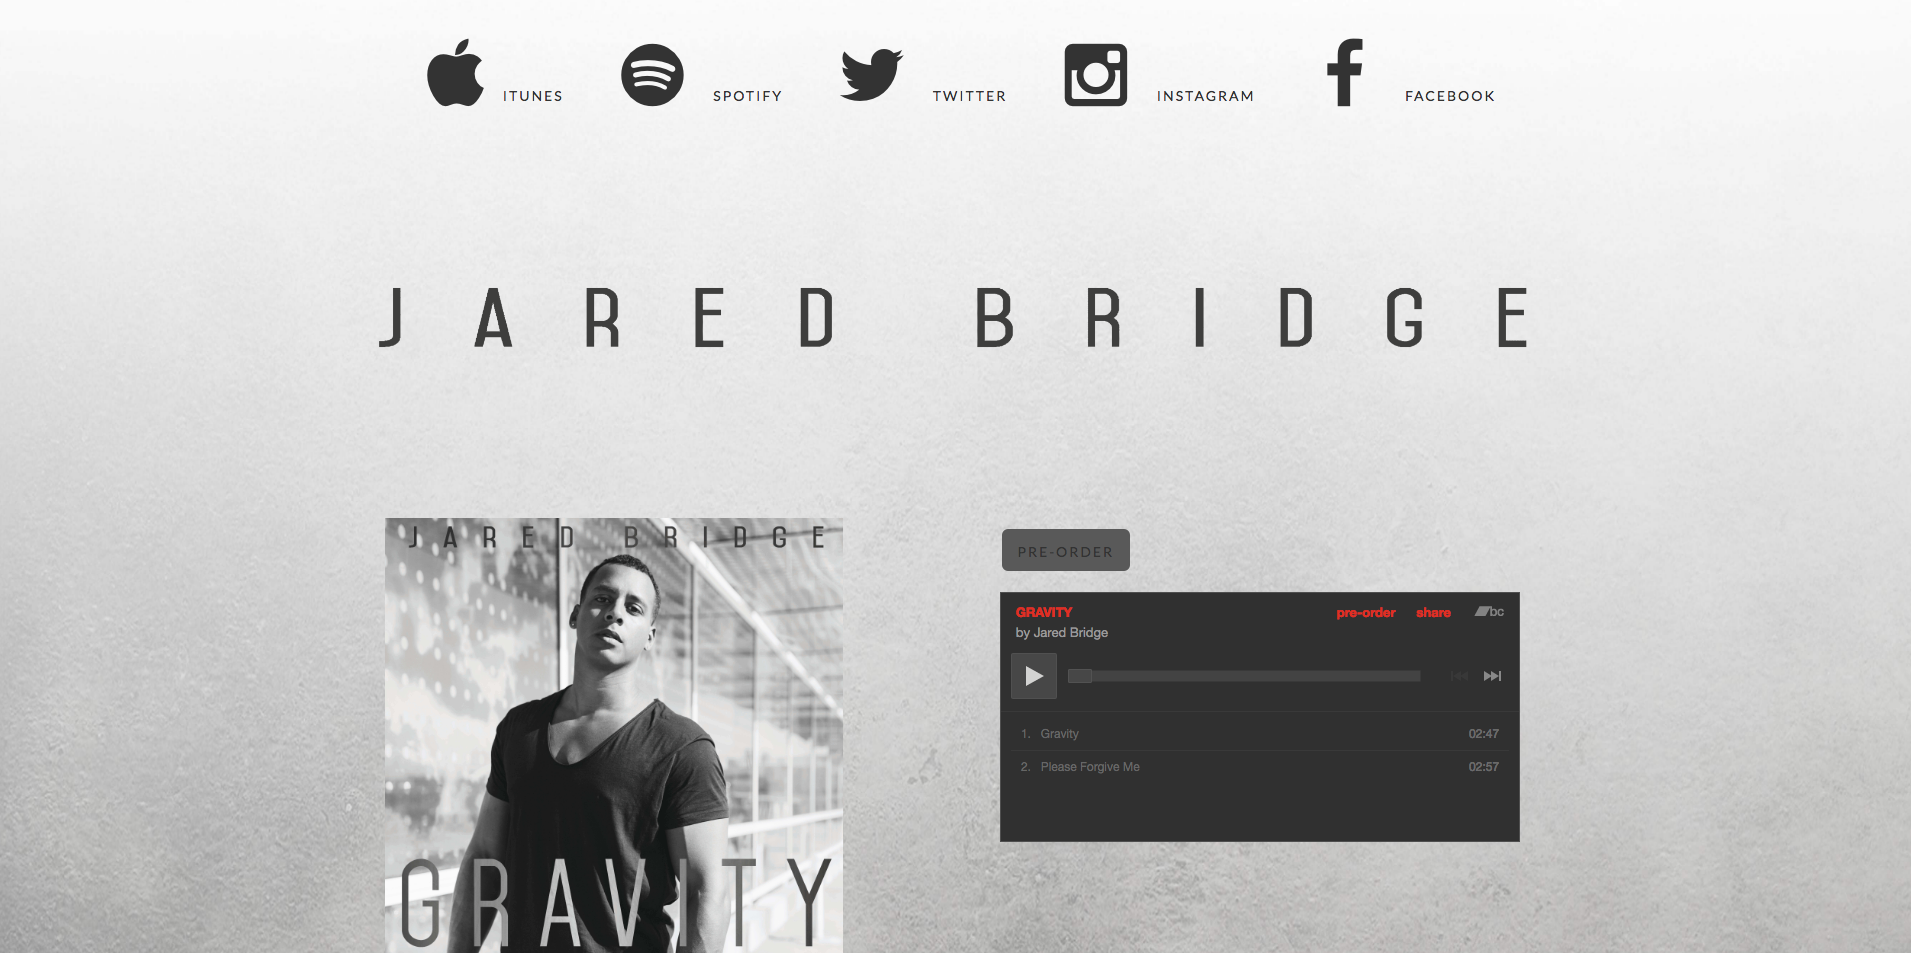 ITUNES SPOTIFY TWITTER INSTAGRAM FACEBOOK
JARED BRIDGE
JARED BRIDGE
GRAVITY
PRE-ORDER
GRAVITY pre-order share bc
by Jared Bridge
1. Gravity 02:47
2. Please Forgive Me 02:57